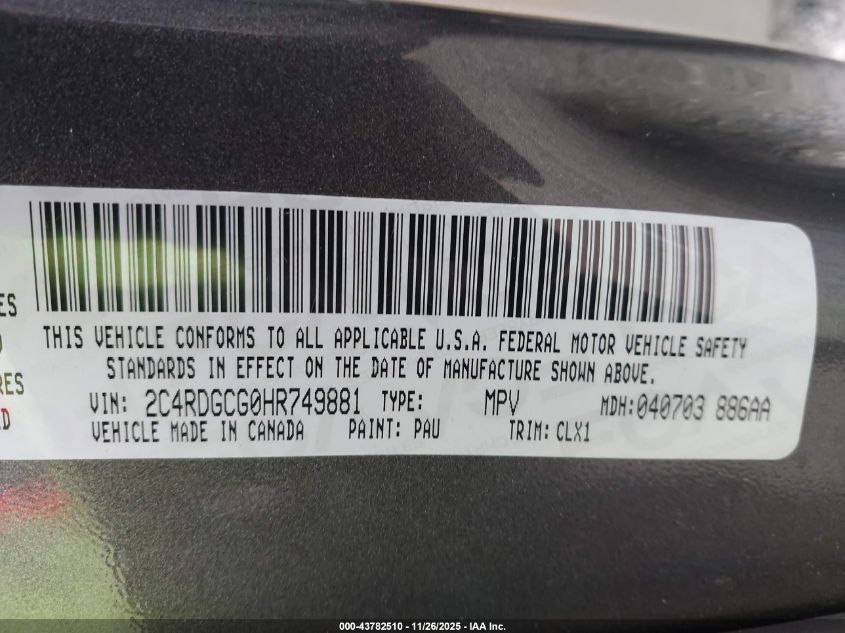 ES
RES
D
THIS VEHICLE CONFORMS TO ALL APPLICABLE U.S.A. FEDERAL MOTOR VEHICLE SAFETY
STANDARDS IN EFFECT ON THE DATE OF MANUFACTURE SHOWN ABOVE.
VIN: 2C4RDGCG0HR749881 TYPE: MPV MDH:040703 886AA
VEHICLE MADE IN CANADA PAINT: PAU TRIM: CLX1
000-43782510 - 11/26/2025 - IAA Inc.